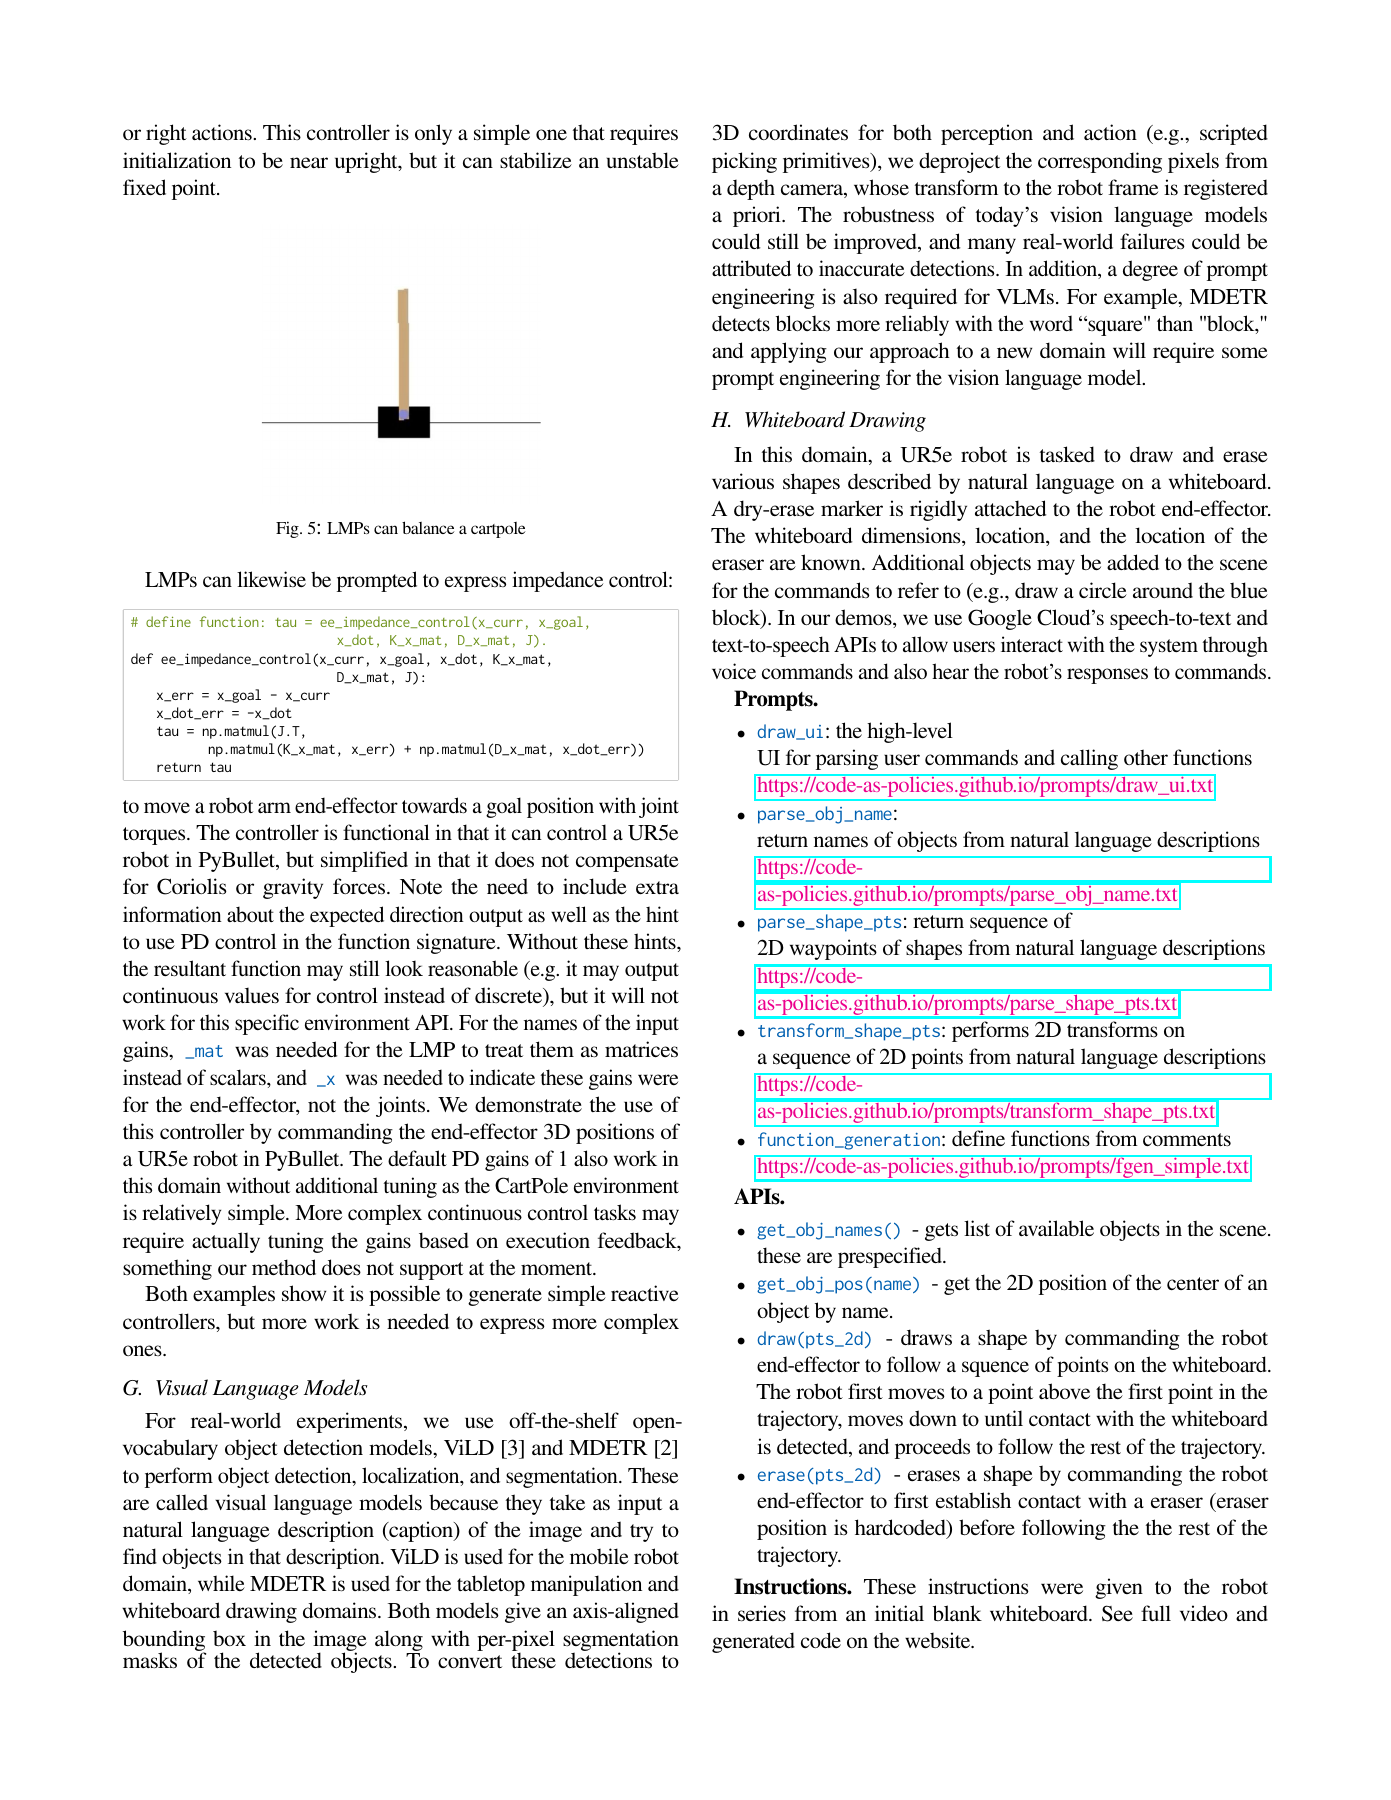 or right actions. This controller is only a simple one that requires
initialization to be near upright, but it can stabilize an unstable
fixed point.
Fig. 5: LMPs can balance a cartpole
LMPs can likewise be prompted to express impedance control:
# define function: tau = ee_impedance_control(x_curr, x_goal,
x_dot, K_x_mat, D_x_mat, J).
def ee_impedance_control(x_curr, x_goal, x_dot, K_x_mat,
D_x_mat, J):
x_err = x_goal - x_curr
x_dot_err = -x_dot
tau = np.matmul(J.T,
np.matmul(K_x_mat, x_err) + np.matmul(D_x_mat, x_dot_err))
return tau
to move a robot arm end-effector towards a goal position with joint
torques. The controller is functional in that it can control a UR5e
robot in PyBullet, but simplified in that it does not compensate
for Coriolis or gravity forces. Note the need to include extra
information about the expected direction output as well as the hint
to use PD control in the function signature. Without these hints,
the resultant function may still look reasonable (e.g. it may output
continuous values for control instead of discrete), but it will not
work for this specific environment API. For the names of the input
gains, _mat was needed for the LMP to treat them as matrices
instead of scalars, and _x was needed to indicate these gains were
for the end-effector, not the joints. We demonstrate the use of
this controller by commanding the end-effector 3D positions of
a UR5e robot in PyBullet. The default PD gains of 1 also work in
this domain without additional tuning as the CartPole environment
is relatively simple. More complex continuous control tasks may
require actually tuning the gains based on execution feedback,
something our method does not support at the moment.
Both examples show it is possible to generate simple reactive
controllers, but more work is needed to express more complex
ones.
G. Visual Language Models
For real-world experiments, we use off-the-shelf open-
vocabulary object detection models, ViLD [3] and MDETR [2]
to perform object detection, localization, and segmentation. These
are called visual language models because they take as input a
natural language description (caption) of the image and try to
find objects in that description. ViLD is used for the mobile robot
domain, while MDETR is used for the tabletop manipulation and
whiteboard drawing domains. Both models give an axis-aligned
bounding box in the image along with per-pixel segmentation
masks of the detected objects. To convert these detections to
3D coordinates for both perception and action (e.g., scripted
picking primitives), we deproject the corresponding pixels from
a depth camera, whose transform to the robot frame is registered
a priori. The robustness of today's vision language models
could still be improved, and many real-world failures could be
attributed to inaccurate detections. In addition, a degree of prompt
engineering is also required for VLMs. For example, MDETR
detects blocks more reliably with the word “square" than "block,"
and applying our approach to a new domain will require some
prompt engineering for the vision language model.
H. Whiteboard Drawing
In this domain, a UR5e robot is tasked to draw and erase
various shapes described by natural language on a whiteboard.
A dry-erase marker is rigidly attached to the robot end-effector.
The whiteboard dimensions, location, and the location of the
eraser are known. Additional objects may be added to the scene
for the commands to refer to (e.g., draw a circle around the blue
block). In our demos, we use Google Cloud's speech-to-text and
text-to-speech APIs to allow users interact with the system through
voice commands and also hear the robot's responses to commands.
Prompts.
• draw_ui: the high-level
UI for parsing user commands and calling other functions
https://code-as-policies.github.io/prompts/draw_ui.txt
• parse_obj_name:
return names of objects from natural language descriptions
https://code-
as-policies.github.io/prompts/parse_obj_name.txt
• parse_shape_pts: return sequence of
2D waypoints of shapes from natural language descriptions
https://code-
as-policies.github.io/prompts/parse_shape_pts.txt
• transform_shape_pts: performs 2D transforms on
a sequence of 2D points from natural language descriptions
https://code-
as-policies.github.io/prompts/transform_shape_pts.txt
• function_generation: define functions from comments
https://code-as-policies.github.io/prompts/fgen_simple.txt
APIs.
• get_obj_names() - gets list of available objects in the scene.
these are prespecified.
• get_obj_pos(name) - get the 2D position of the center of an
object by name.
• draw(pts_2d) - draws a shape by commanding the robot
end-effector to follow a squence of points on the whiteboard.
The robot first moves to a point above the first point in the
trajectory, moves down to until contact with the whiteboard
is detected, and proceeds to follow the rest of the trajectory.
• erase(pts_2d) - erases a shape by commanding the robot
end-effector to first establish contact with a eraser (eraser
position is hardcoded) before following the the rest of the
trajectory.
Instructions. These instructions were given to the robot
in series from an initial blank whiteboard. See full video and
generated code on the website.